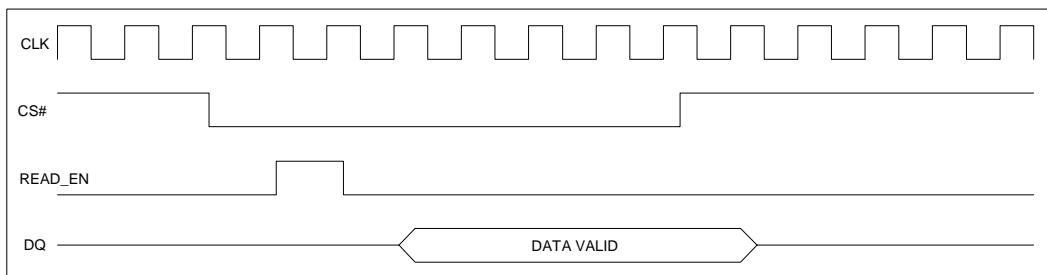 CLK
CS#
READ_EN
DQ DATA VALID